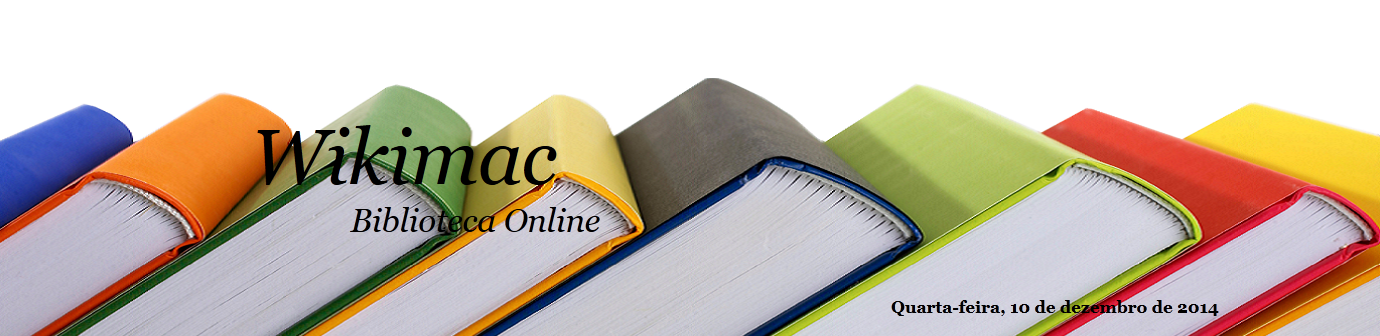 Wikimac
Biblioteca Online
Quarta-feira, 10 de dezembro de 2014